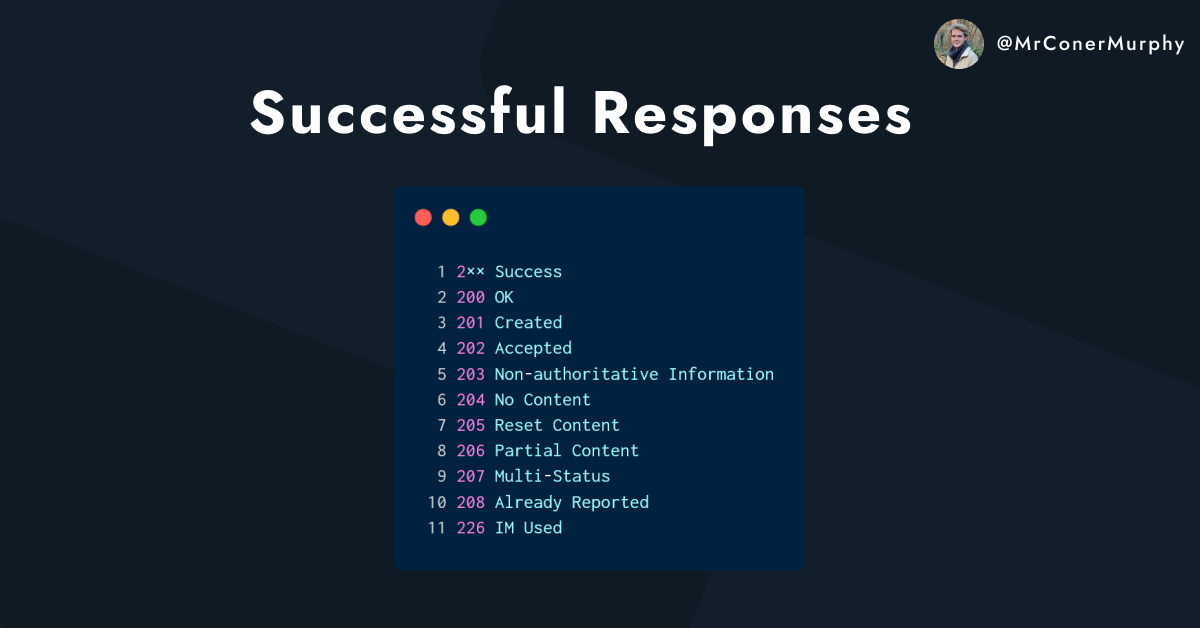 @MrConerMurphy
Successful Responses
1 2×× Success
2 200 OK
3 201 Created
4 202 Accepted
5 203 Non-authoritative Information
6 204 No Content
7 205 Reset Content
8 206 Partial Content
9 207 Multi-Status
10 208 Already Reported
11 226 IM Used